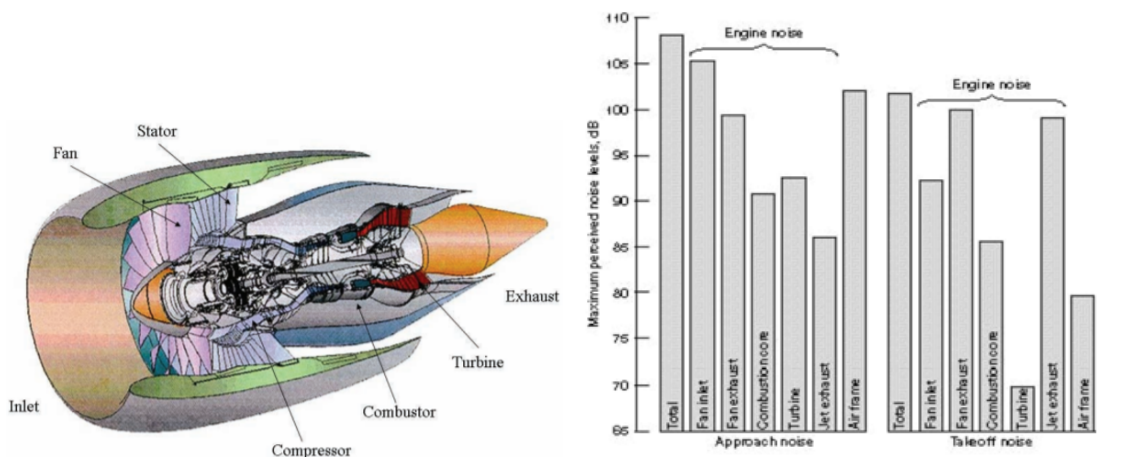 Stator
Fan
Inlet
Exhaust
Turbine
Combustor
Compressor
Maximum perceived noise levels, dB
110
105
100
95
90
85
80
75
70
65
Engine noise
Total
Fan inlet
Fan exhaust
Combustion core
Turbine
Jet exhaust
Air frame
Approach noise
Engine noise
Total
Fan inlet
Fan exhaust
Combustion core
Turbine
Jet exhaust
Air frame
Takeoff noise